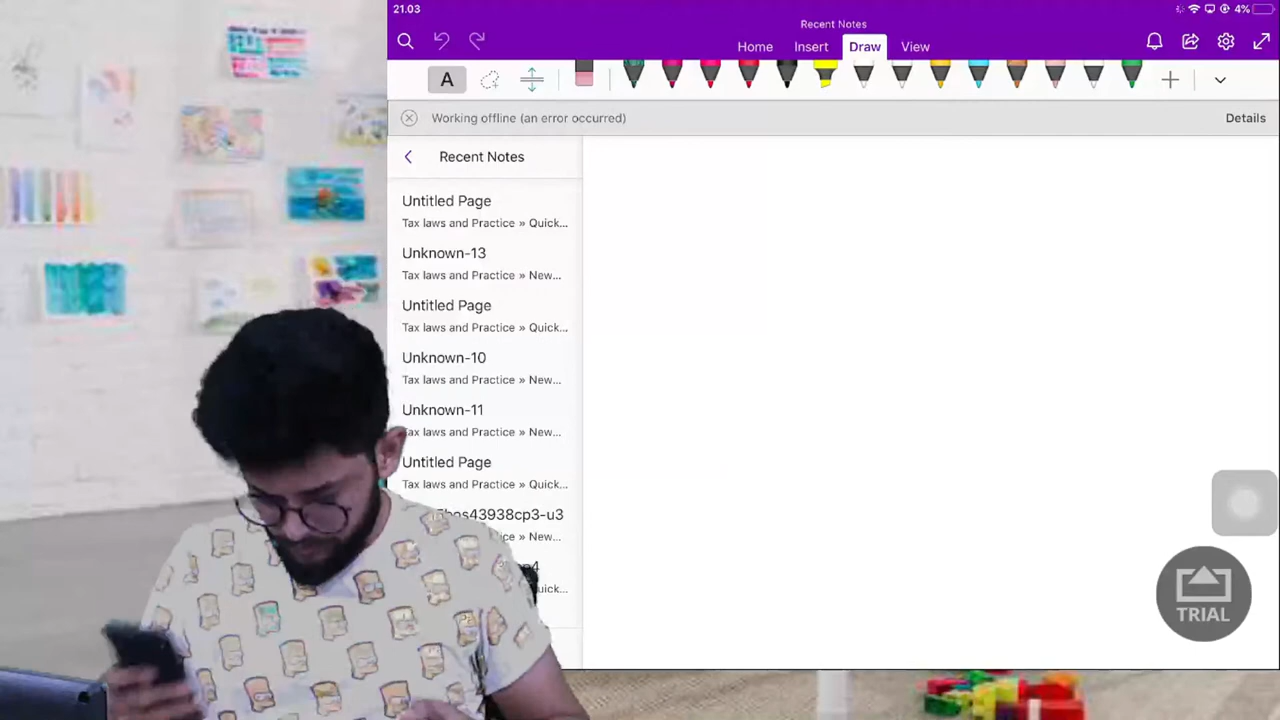 21.03
4%
Recent Notes
Home Insert Draw View
A
Working offline (an error occurred)
Details
Recent Notes
Untitled Page
Tax laws and Practice » Quick...
Unknown-13
Tax laws and Practice » New...
Untitled Page
Tax laws and Practice » Quick...
Unknown-10
Tax laws and Practice » New...
Unknown-11
Tax laws and Practice » New...
Untitled Page
Tax laws and Practice » Quick...
New...
Quick...
TRIAL